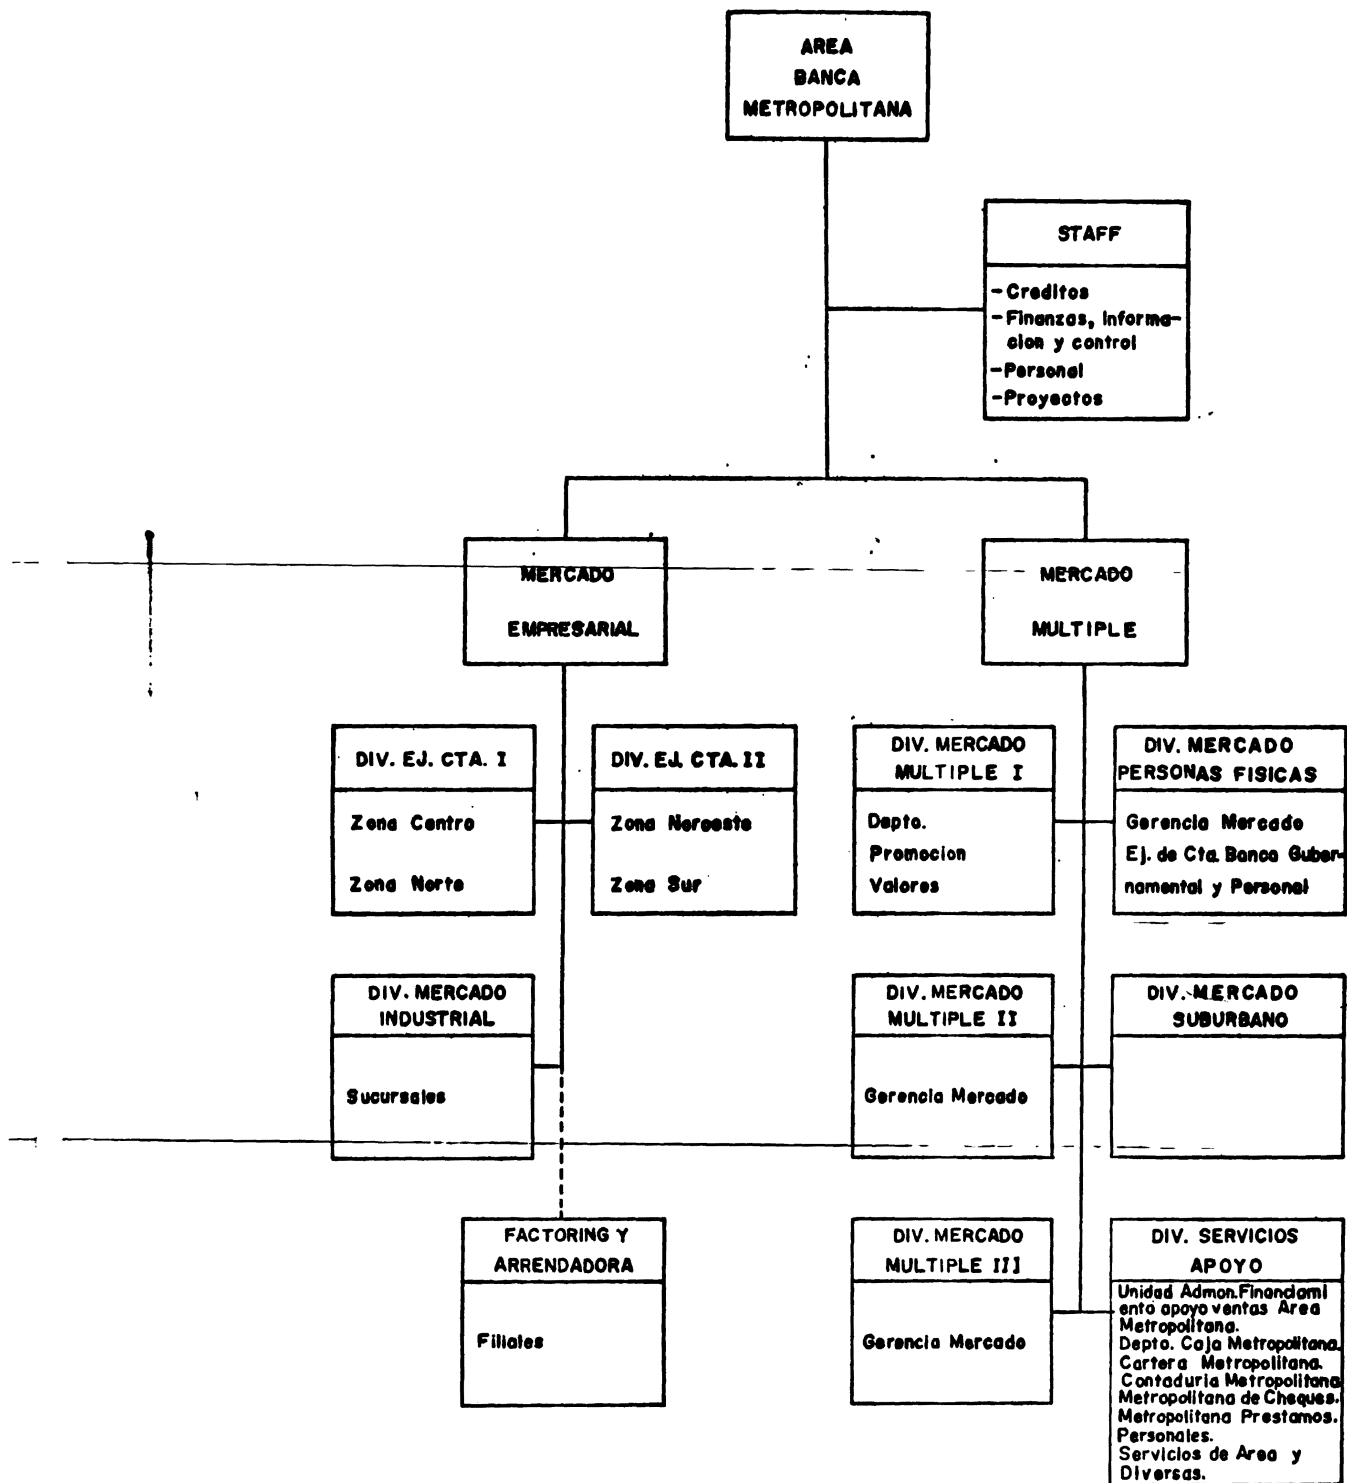 AREA
BANCA
METROPOLITANA
STAFF
-Creditos
-Finanzas, informa-
cion y control
-Personal
-Proyectos
MERCADO
EMPRESARIAL
MERCADO
MULTIPLE
DIV. EJ. CTA. I
Zona Centro
Zona Norte
DIV. EJ. CTA. II
Zona Noroeste
Zona Sur
DIV. MERCADO
MULTIPLE I
Depto.
Promocion
Valores
DIV. MERCADO
PERSONAS FISICAS
Gerencia Mercado
Ej. de Cta. Banca Guber-
namental y Personal
DIV. MERCADO
INDUSTRIAL
Sucursales
DIV. MERCADO
MULTIPLE II
Gerencia Mercado
DIV. MERCADO
SUBURBANO
FACTORING Y
ARRENDADORA
Filiales
DIV. MERCADO
MULTIPLE III
Gerencia Mercado
DIV. SERVICIOS
APOYO
Unidad Admon. Financiami
ento apoyo ventas Area
Metropolitana.
Depto. Caja Metropolitana.
Cartera Metropolitana.
Contaduria Metropolitana
Metropolitana de Cheques.
Metropolitana Prestamos.
Personales.
Servicios de Area y
Diversas.